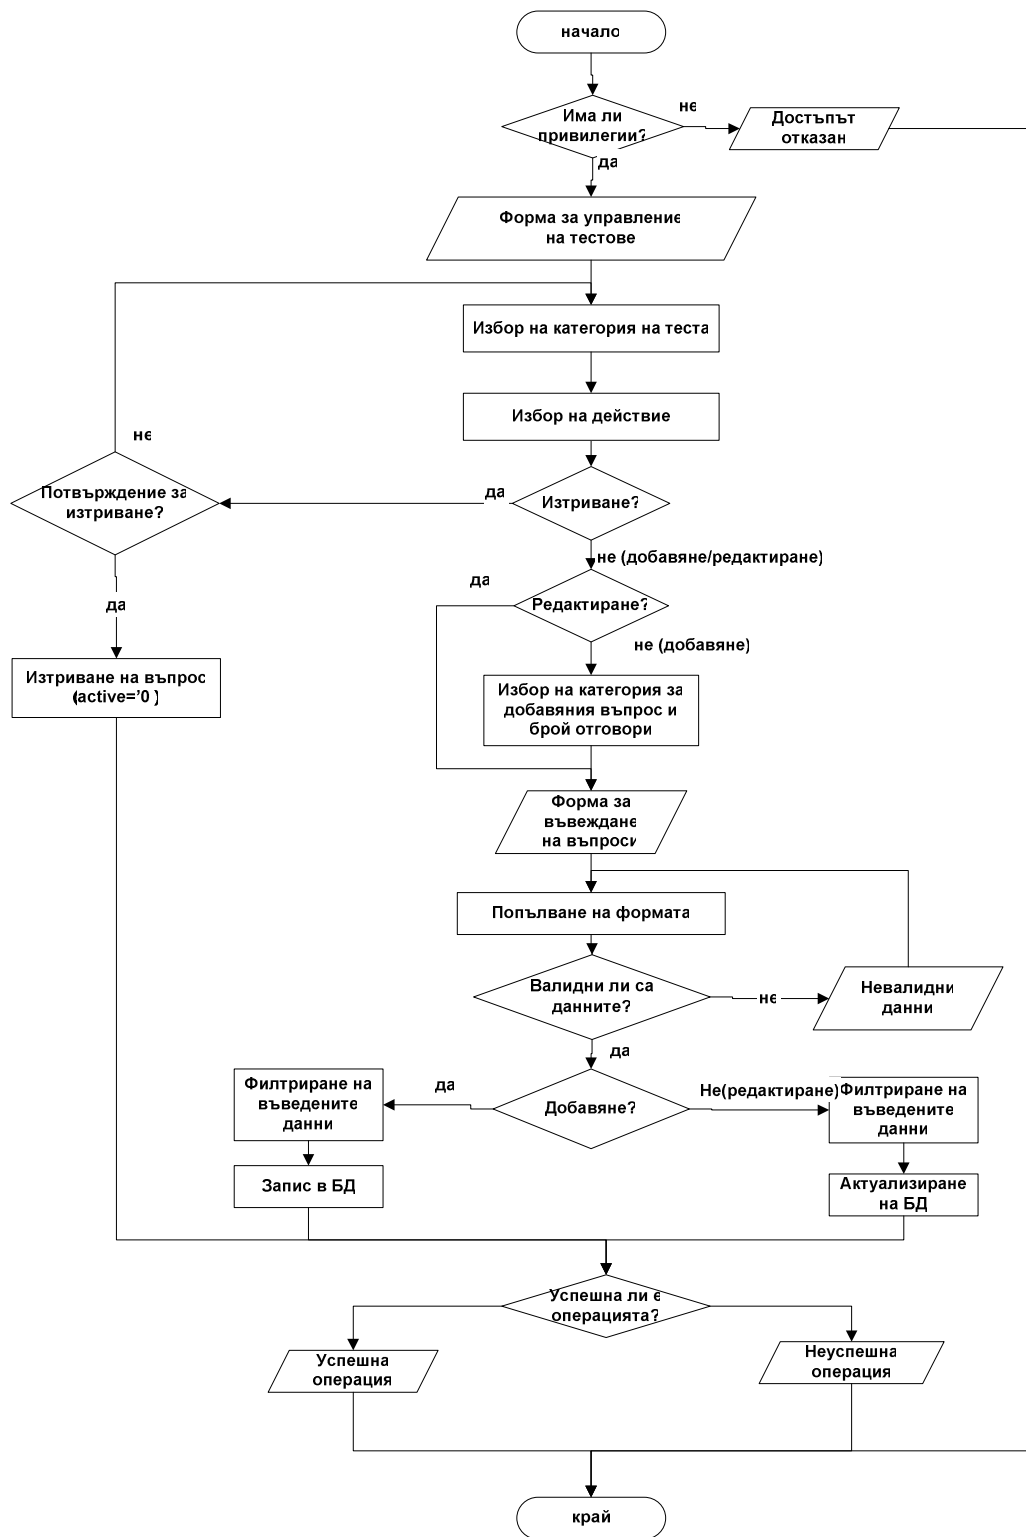 начало
Има ли
привилегии?
не
Достъпът
отказан
да
Форма за управление
на тестове
Избор на категория на теста
Избор на действие
не
Потвърждение за
изтриване?
да
Изтриване?
не (добавяне/редактиране)
да
Редактиране?
да
не (добавяне)
Изтриване на въпрос
(active='0')
Избор на категория за
добавяния въпрос и
брой отговори
Форма за
въвеждане
на въпроси
Попълване на формата
Валидни ли са
данните?
не
Невалидни
данни
да
Филтриране на
въведените
данни
да
Добавяне?
Не(редактиране)
Филтриране на
въведените
данни
Запис в БД
Актуализиране
на БД
Успешна ли е
операцията?
Успешна
операция
Неуспешна
операция
край